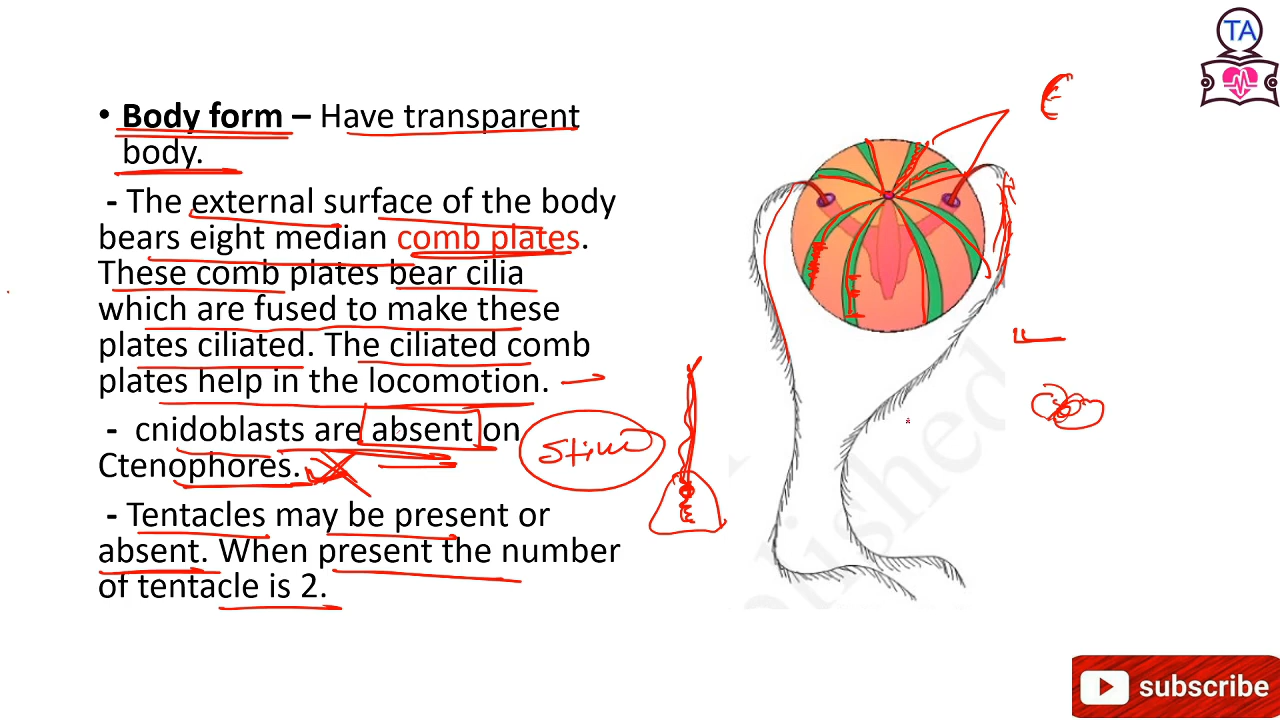 TA
• Body form – Have transparent
body.
- The external surface of the body
bears eight median comb plates.
These comb plates bear cilia
which are fused to make these
plates ciliated. The ciliated comb
plates help in the locomotion.
- cnidoblasts are absent on
Ctenophores.
- Tentacles may be present or
absent. When present the number
of tentacle is 2.
subscribe